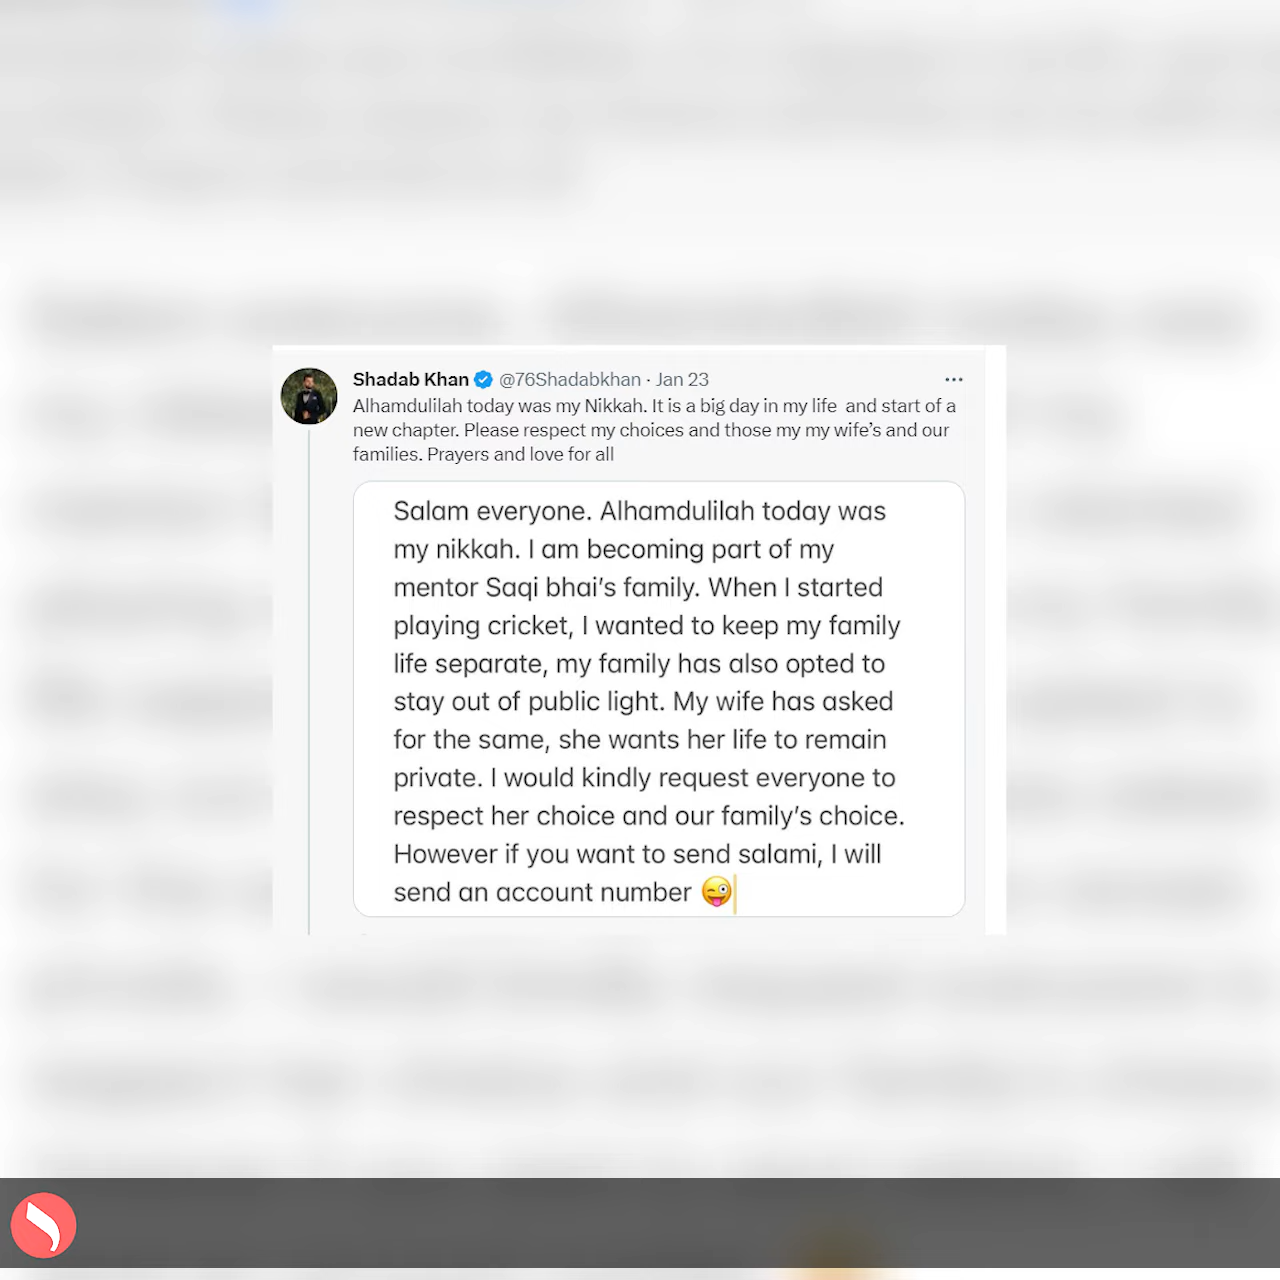 Shadab Khan @76Shadabkhan · Jan 23
Alhamdulilah today was my Nikkah. It is a big day in my life  and start of a
new chapter. Please respect my choices and those my my wife’s and our
families. Prayers and love for all
Salam everyone. Alhamdulilah today was
my nikkah. I am becoming part of my
mentor Saqi bhai’s family. When I started
playing cricket, I wanted to keep my family
life separate, my family has also opted to
stay out of public light. My wife has asked
for the same, she wants her life to remain
private. I would kindly request everyone to
respect her choice and our family’s choice.
However if you want to send salami, I will
send an account number 😜